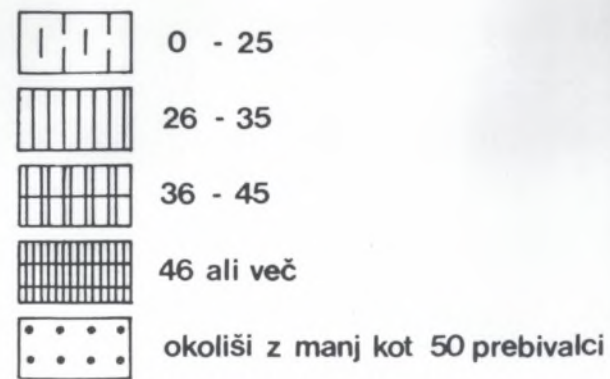 0 - 25
26 - 35
36 - 45
46 ali več
okoliši z manj kot 50 prebivalci